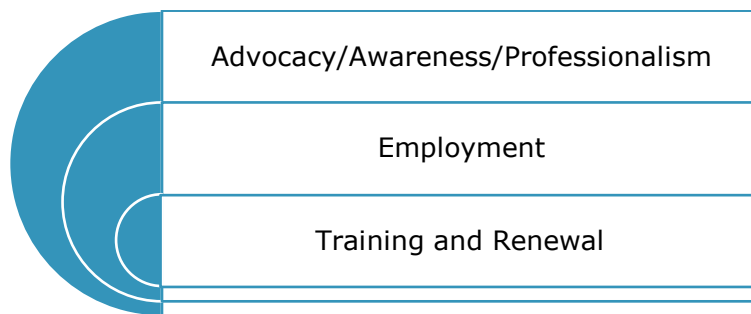 Advocacy/Awareness/Professionalism
Employment
Training and Renewal